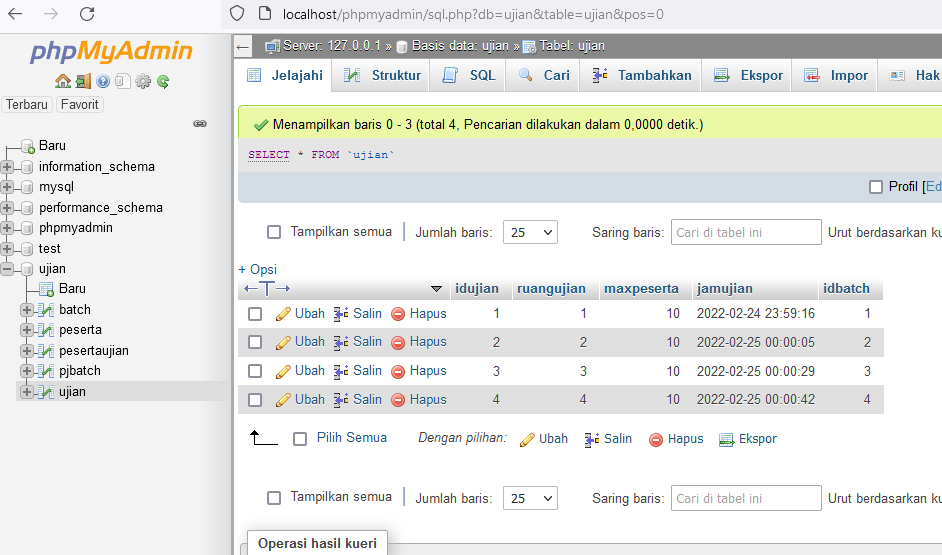 localhost/phpmyadmin/sql.php?db=ujian&table=ujian&pos=0
phpMyAdmin
Terbaru Favorit
Baru
information_schema
mysql
performance_schema
phpmyadmin
test
ujian
Baru
batch
peserta
pesertaujian
pjbatch
ujian
Server: 127.0.0.1 » Basis data: ujian » Tabel: ujian
Jelajahi Struktur SQL Cari Tambahkan Ekspor Impor Hak
Menampilkan baris 0 - 3 (total 4, Pencarian dilakukan dalam 0,0000 detik.)
SELECT * FROM `ujian`
Profil [Ed
Tampilkan semua Jumlah baris: 25 Saring baris: Cari di tabel ini Urut berdasarkan ku
+ Opsi
idujian ruangujian maxpeserta jamujian idbatch
Ubah Salin Hapus 1 1 10 2022-02-24 23:59:16 1
Ubah Salin Hapus 2 2 10 2022-02-25 00:00:05 2
Ubah Salin Hapus 3 3 10 2022-02-25 00:00:29 3
Ubah Salin Hapus 4 4 10 2022-02-25 00:00:42 4
Pilih Semua Dengan pilihan: Ubah Salin Hapus Ekspor
Tampilkan semua Jumlah baris: 25 Saring baris: Cari di tabel ini Urut berdasarkan ku
Operasi hasil kueri